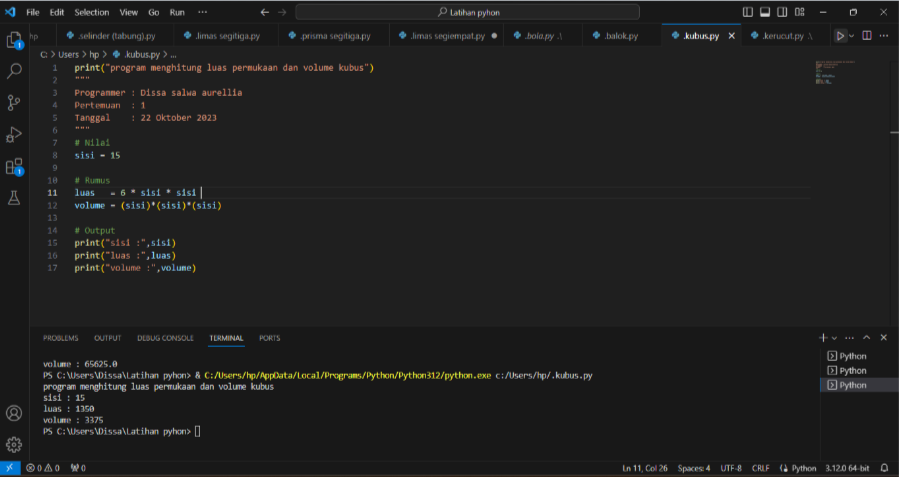 File Edit Selection View Go Run ··· Latihan pyhon
hp .selinder (tabung).py .limas segitiga.py .prisma segitiga.py .limas segiempat.py .bola.py .\ .balok.py .kubus.py .kerucut.py .\
C: > Users > hp > .kubus.py > ...
1 print("program menghitung luas permukaan dan volume kubus")
2 """
3 Programmer : Dissa salwa aurellia
4 Pertemuan : 1
5 Tanggal : 22 Oktober 2023
6 """
7 # Nilai
8 sisi = 15
9
10 # Rumus
11 luas = 6 * sisi * sisi
12 volume = (sisi)*(sisi)*(sisi)
13
14 # Output
15 print("sisi :",sisi)
16 print("luas :",luas)
17 print("volume :",volume)
PROBLEMS OUTPUT DEBUG CONSOLE TERMINAL PORTS
volume : 65625.0
PS C:\Users\Dissa\Latihan pyhon> & C:/Users/hp/AppData/Local/Programs/Python/Python312/python.exe c:/Users/hp/.kubus.py
program menghitung luas permukaan dan volume kubus
sisi : 15
luas : 1350
volume : 3375
PS C:\Users\Dissa\Latihan pyhon>
Python
Python
Python
1
1
0 0 0 Ln 11, Col 26 Spaces: 4 UTF-8 CRLF Python 3.12.0 64-bit